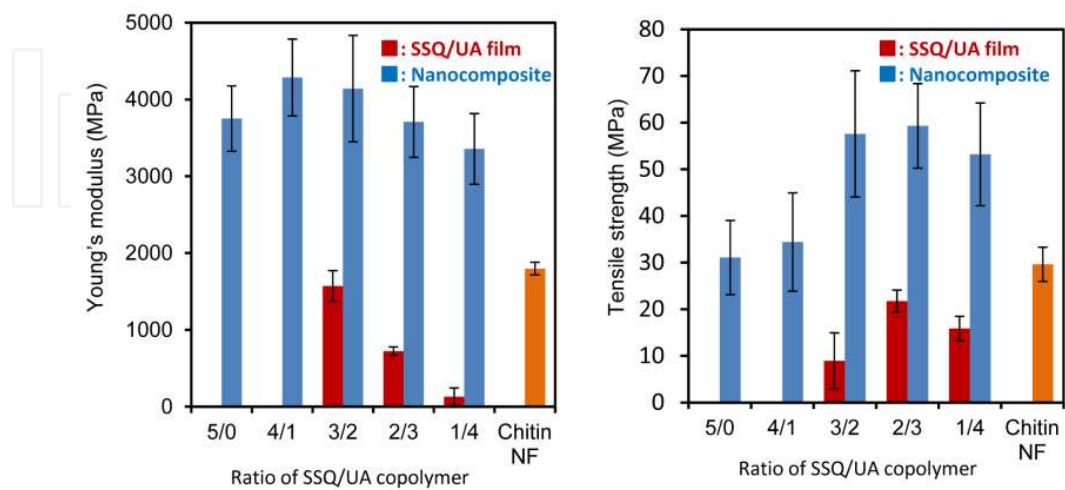 Young's modulus (MPa)
5000
4000
3000
2000
1000
0
: SSQ/UA film
: Nanocomposite
5/0 4/1 3/2 2/3 1/4 Chitin
NF
Ratio of SSQ/UA copolymer
Tensile strength (MPa)
80
70
60
50
40
30
20
10
0
: SSQ/UA film
: Nanocomposite
5/0 4/1 3/2 2/3 1/4 Chitin
NF
Ratio of SSQ/UA copolymer